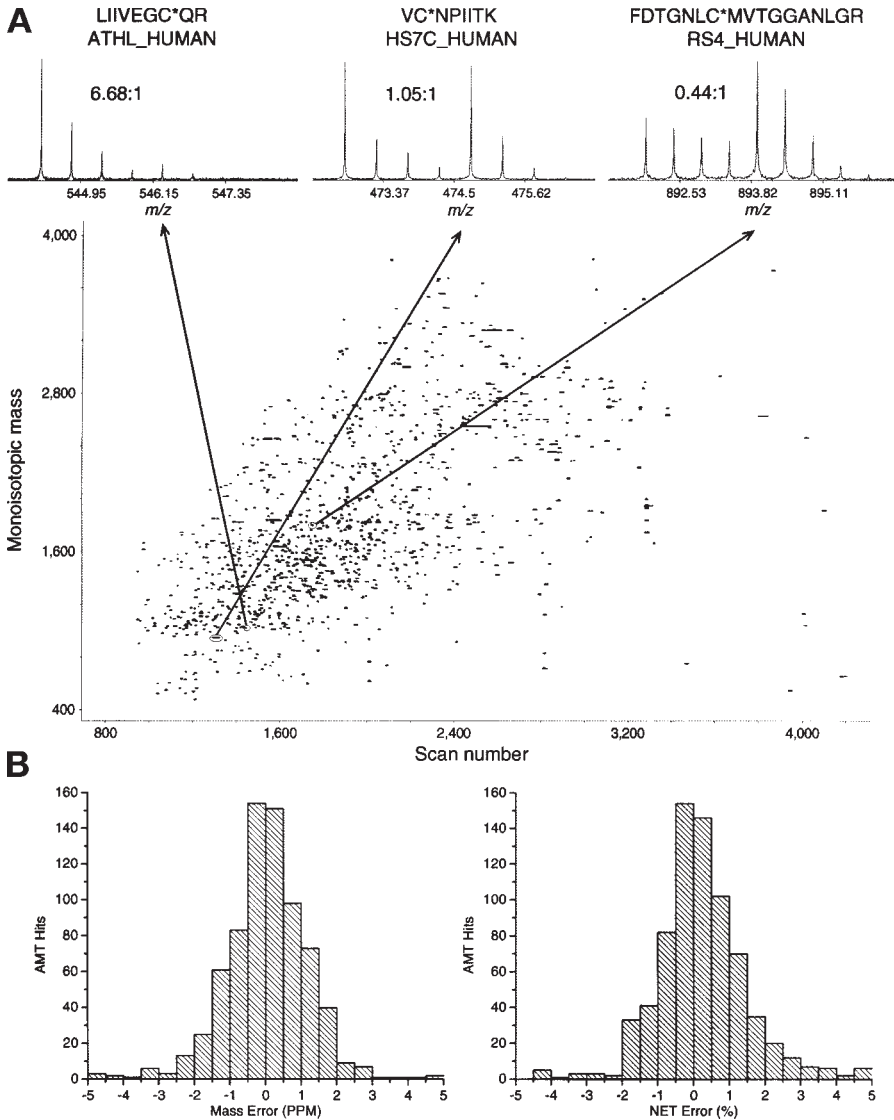 A
LIIVEGC*QR
ATHL_HUMAN
6.68:1
544.95 546.15 547.35
m/z
VC*NPIITK
HS7C_HUMAN
1.05:1
473.37 474.5 475.62
m/z
FDTGNLC*MVTGGANLGR
RS4_HUMAN
0.44:1
892.53 893.82 895.11
m/z
4,000
2,800
1,600
400
Monoisotopic mass
800 1,600 2,400 3,200 4,000
Scan number
B
160
140
120
100
80
60
40
20
0
AMT Hits
-5 -4 -3 -2 -1 0 1 2 3 4 5
Mass Error (PPM)
160
140
120
100
80
60
40
20
0
AMT Hits
-5 -4 -3 -2 -1 0 1 2 3 4 5
NET Error (%)